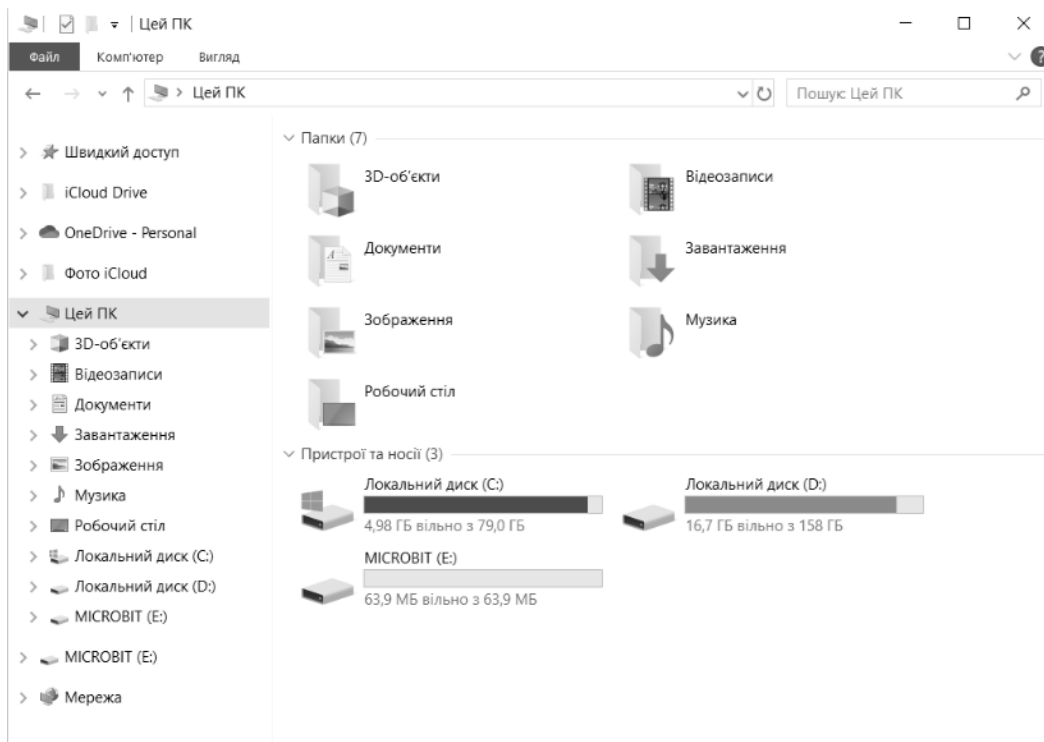 Цей ПК
Файл Комп'ютер Вигляд
?
Цей ПК
Пошук: Цей ПК
Швидкий доступ
iCloud Drive
OneDrive - Personal
Фото iCloud
Цей ПК
3D-об'єкти
Відеозаписи
Документи
Завантаження
Зображення
Музика
Робочий стіл
Локальний диск (C:)
Локальний диск (D:)
MICROBIT (E:)
MICROBIT (E:)
Мережа
Папки (7)
3D-об'єкти
Відеозаписи
Документи
Завантаження
Зображення
Музика
Робочий стіл
Пристрої та носії (3)
Локальний диск (C:)
4,98 ГБ вільно з 79,0 ГБ
Локальний диск (D:)
16,7 ГБ вільно з 158 ГБ
MICROBIT (E:)
63,9 МБ вільно з 63,9 МБ